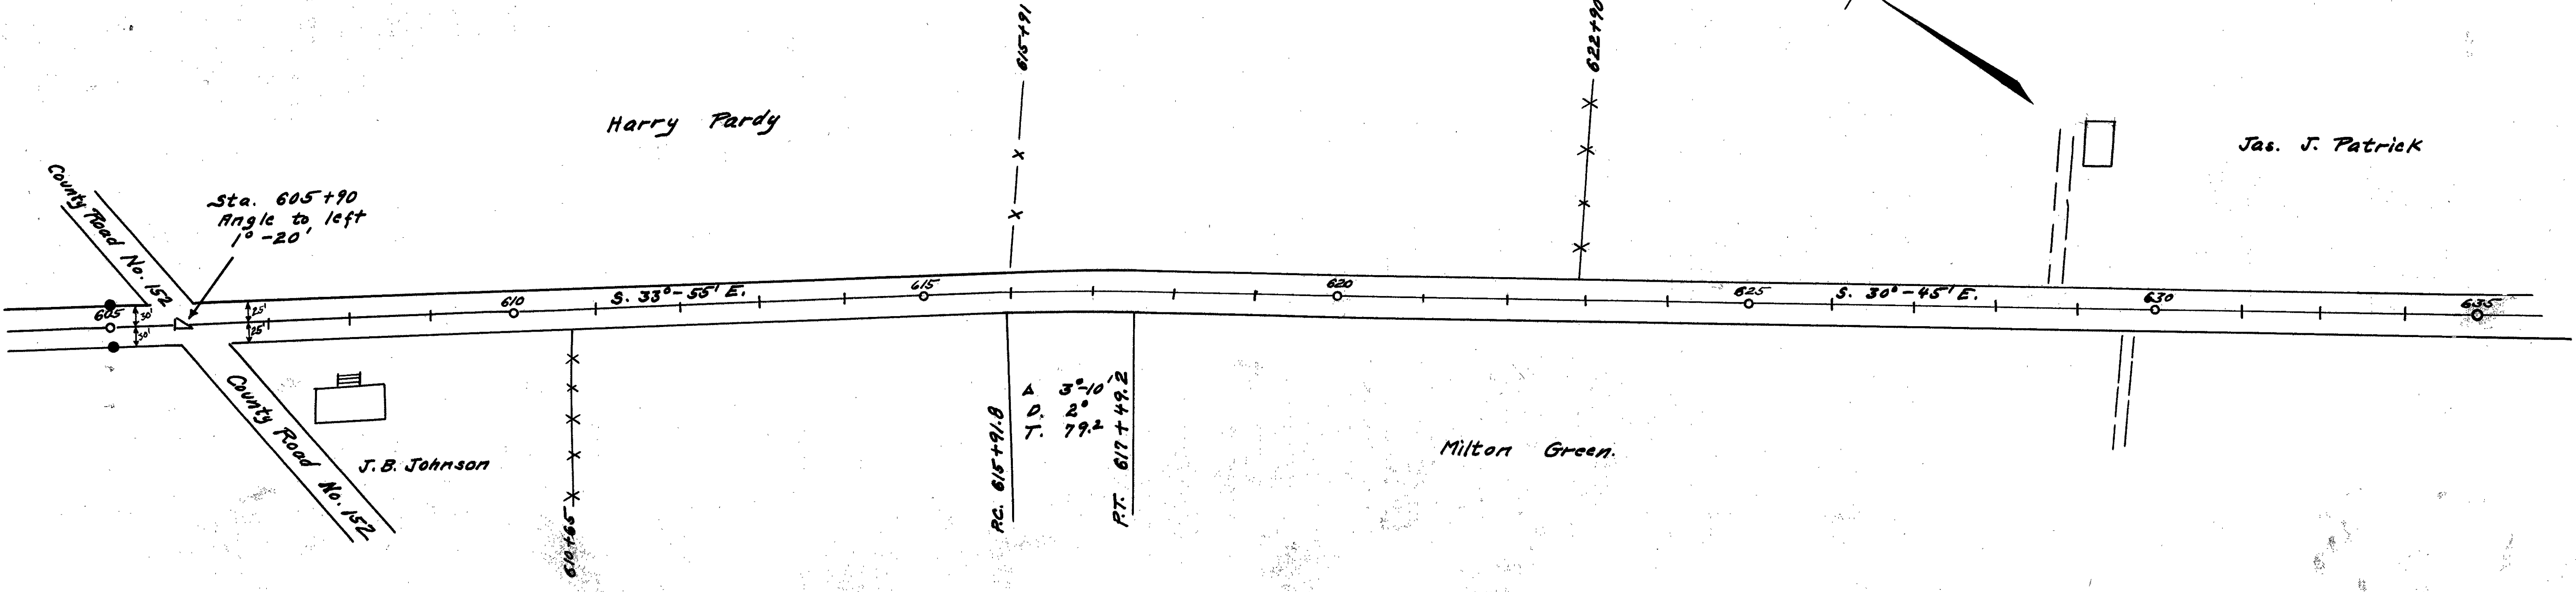 615+91
622+90
Harry Pardy
Jas. J. Patrick
County Road No. 152
Sta. 605+90
Angle to left
1°-20'
605
30'
30'
25'
25'
610
S. 33°-55' E.
615
620
625
S. 30°-45' E.
630
635
County Road No. 152
J.B. Johnson
610+65
P.C. 615+91.8
Δ 3°-10'
D. 2°
T. 79.2
P.T. 617+49.2
Milton Green.